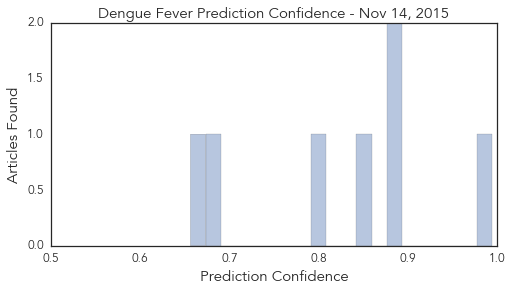 Dengue Fever Prediction Confidence - Nov 14, 2015
Articles Found
2.0
1.5
1.0
0.5
0.0
0.5 0.6 0.7 0.8 0.9 1.0
Prediction Confidence